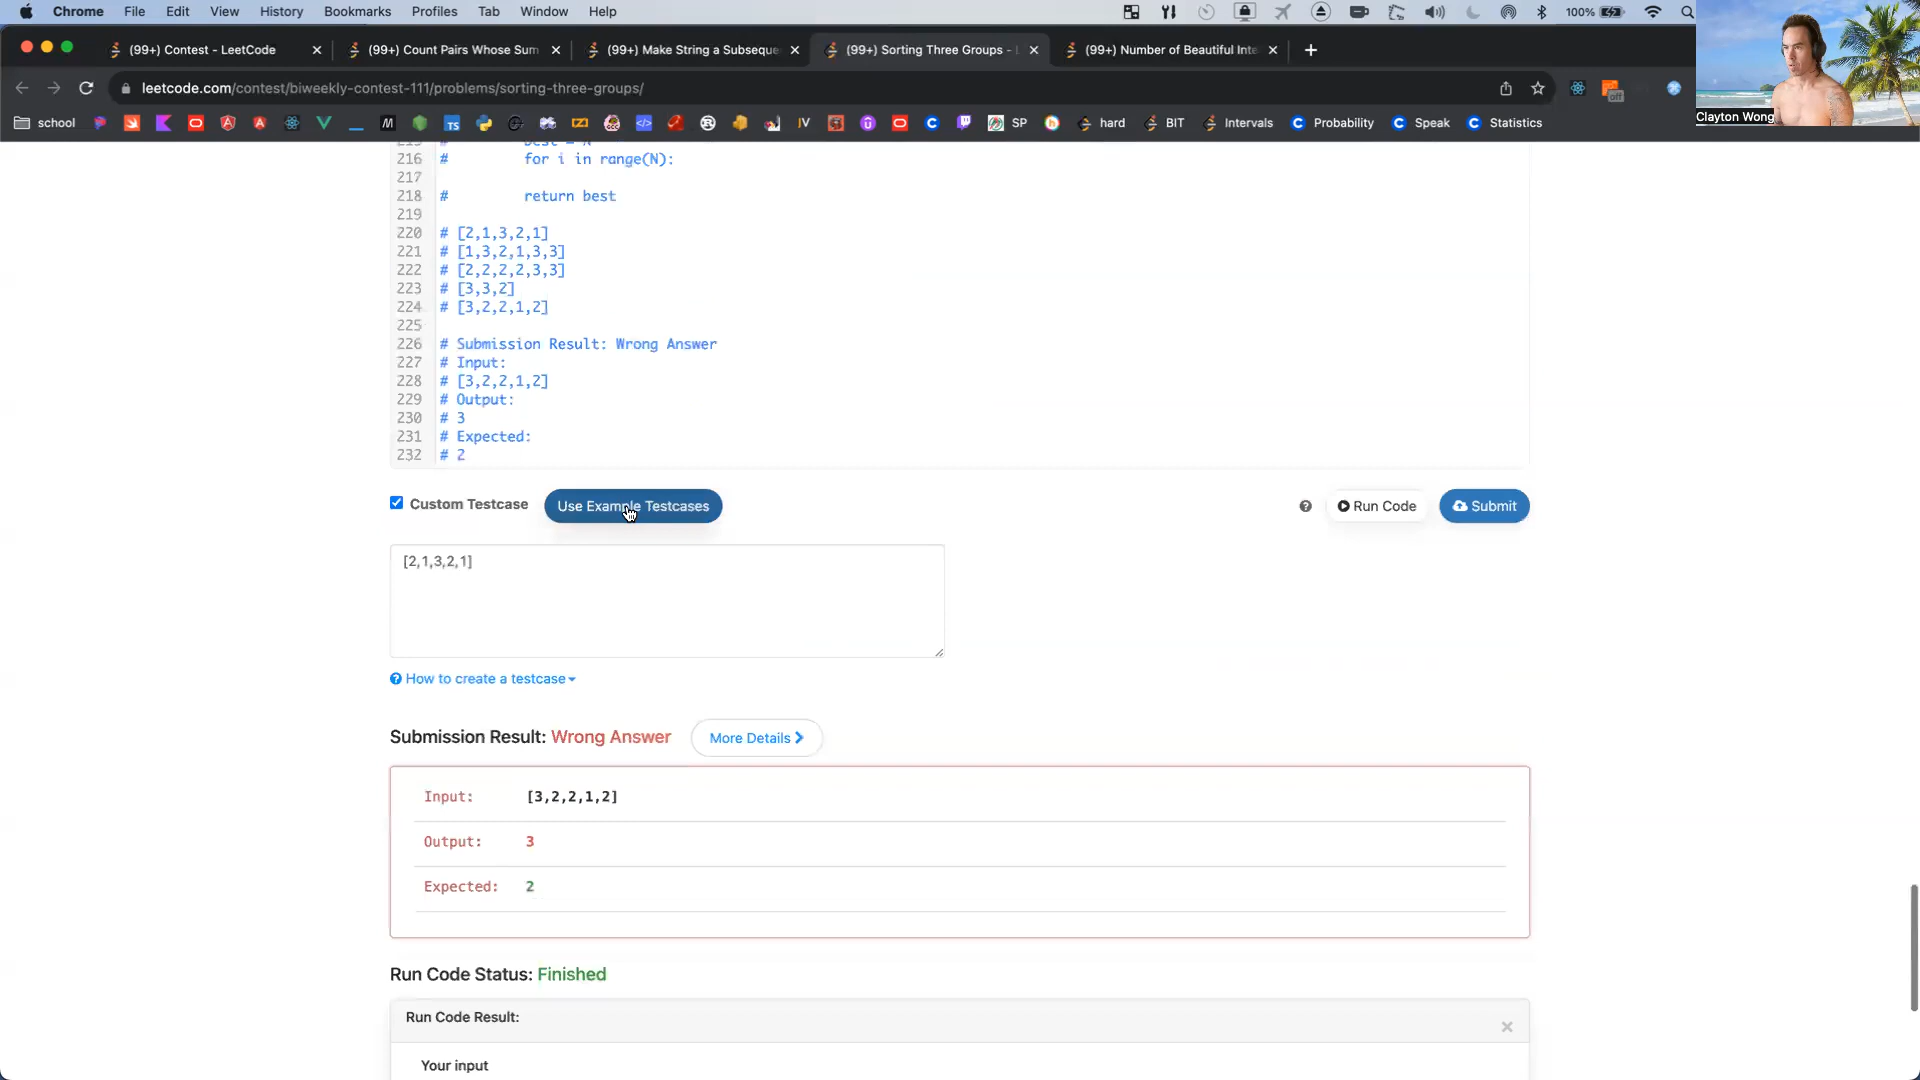 Chrome File Edit View History Bookmarks Profiles Tab Window Help 100%
(99+) Contest - LeetCode (99+) Count Pairs Whose Sum (99+) Make String a Subseque (99+) Sorting Three Groups - L (99+) Number of Beautiful Inte
leetcode.com/contest/biweekly-contest-111/problems/sorting-three-groups/
off
school SP hard BIT Intervals Probability Speak Statistics
Clayton Wong
215 # best = N
216 # for i in range(N):
217
218 # return best
219
220 # [2,1,3,2,1]
221 # [1,3,2,1,3,3]
222 # [2,2,2,2,3,3]
223 # [3,3,2]
224 # [3,2,2,1,2]
225
226 # Submission Result: Wrong Answer
227 # Input:
228 # [3,2,2,1,2]
229 # Output:
230 # 3
231 # Expected:
232 # 2
Custom Testcase Use Example Testcases Run Code Submit
[2,1,3,2,1]
How to create a testcase
Submission Result: Wrong Answer More Details
Input: [3,2,2,1,2]
Output: 3
Expected: 2
Run Code Status: Finished
Run Code Result:
Your input